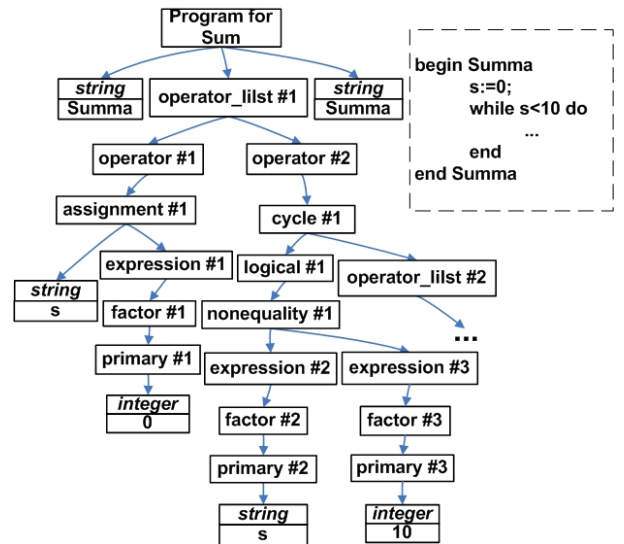 Program for
Sum
string
Summa
operator_lilst #1
string
Summa
begin Summa
s:=0;
while s<10 do
...
end
end Summa
operator #1
operator #2
assignment #1
cycle #1
expression #1
logical #1
operator_lilst #2
string
s
factor #1
nonequality #1
...
primary #1
expression #2
expression #3
integer
0
factor #2
factor #3
primary #2
primary #3
string
s
integer
10